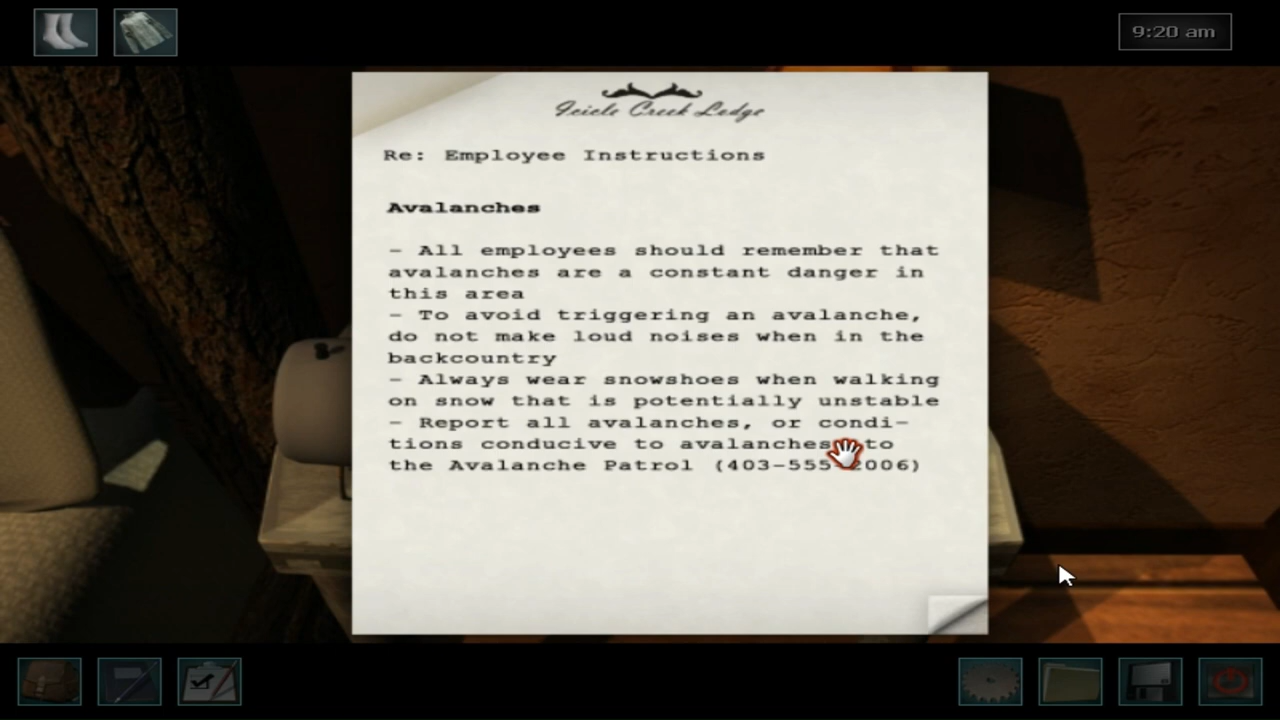 9:20 am
Icicle Creek Lodge
Re: Employee Instructions
Avalanches
- All employees should remember that
avalanches are a constant danger in
this area
- To avoid triggering an avalanche,
do not make loud noises when in the
backcountry
- Always wear snowshoes when walking
on snow that is potentially unstable
- Report all avalanches, or condi-
tions conducive to avalanches to
the Avalanche Patrol (403-555-2006)